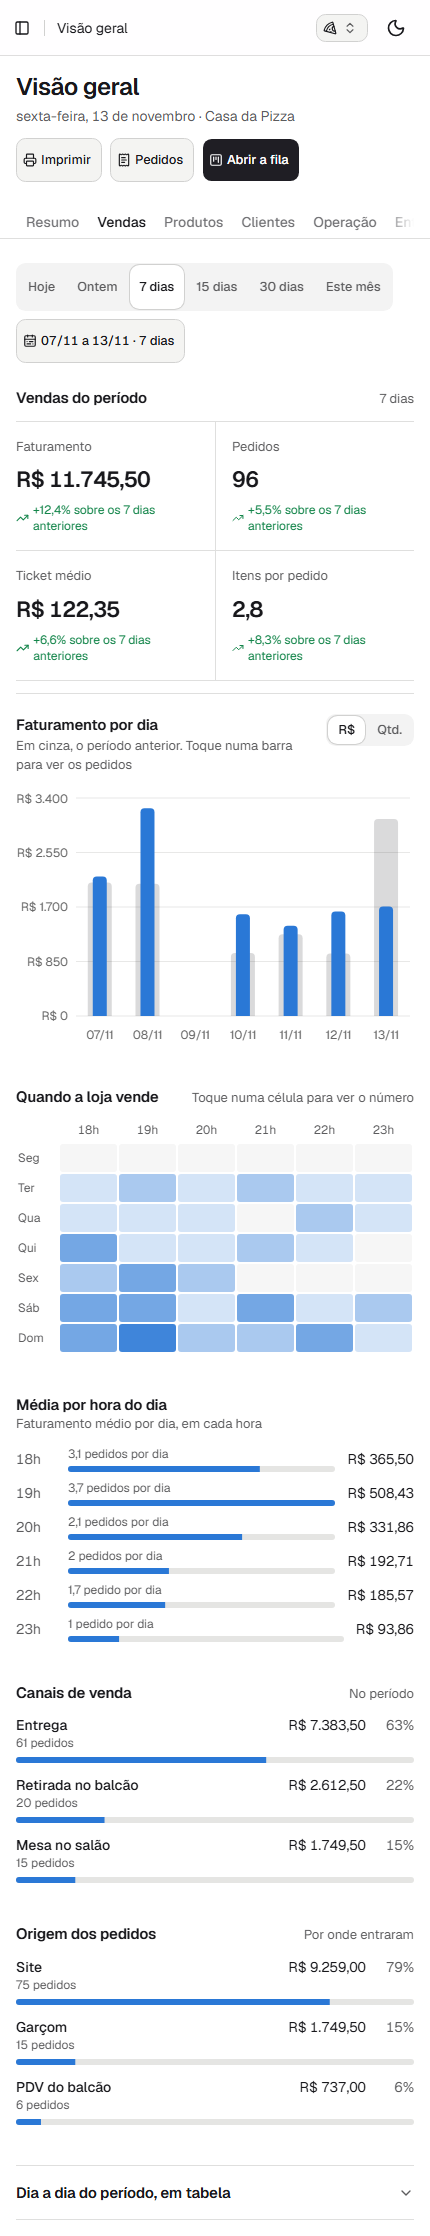 Visão geral
Visão geral
sexta-feira, 13 de novembro · Casa da Pizza
Imprimir
Pedidos
Abrir a fila
Resumo
Vendas
Produtos
Clientes
Operação
Hoje
Ontem
7 dias
15 dias
30 dias
Este mês
07/11 a 13/11 · 7 dias
Vendas do período
7 dias
Faturamento
R$ 11.745,50
+12,4% sobre os 7 dias
anteriores
Pedidos
96
+5,5% sobre os 7 dias
anteriores
Ticket médio
R$ 122,35
+6,6% sobre os 7 dias
anteriores
Itens por pedido
2,8
+8,3% sobre os 7 dias
anteriores
Faturamento por dia
Em cinza, o período anterior. Toque numa barra
para ver os pedidos
R$
Qtd.
R$ 3.400
R$ 2.550
R$ 1.700
R$ 850
R$ 0
07/11
08/11
09/11
10/11
11/11
12/11
13/11
Quando a loja vende
Toque numa célula para ver o número
18h
19h
20h
21h
22h
23h
Seg
Ter
Qua
Qui
Sex
Sáb
Dom
Média por hora do dia
Faturamento médio por dia, em cada hora
18h
3,1 pedidos por dia
R$ 365,50
19h
3,7 pedidos por dia
R$ 508,43
20h
2,1 pedidos por dia
R$ 331,86
21h
2 pedidos por dia
R$ 192,71
22h
1,7 pedido por dia
R$ 185,57
23h
1 pedido por dia
R$ 93,86
Canais de venda
No período
Entrega
R$ 7.383,50
63%
61 pedidos
Retirada no balcão
R$ 2.612,50
22%
20 pedidos
Mesa no salão
R$ 1.749,50
15%
15 pedidos
Origem dos pedidos
Por onde entraram
Site
R$ 9.259,00
79%
75 pedidos
Garçom
R$ 1.749,50
15%
15 pedidos
PDV do balcão
R$ 737,00
6%
6 pedidos
Dia a dia do período, em tabela